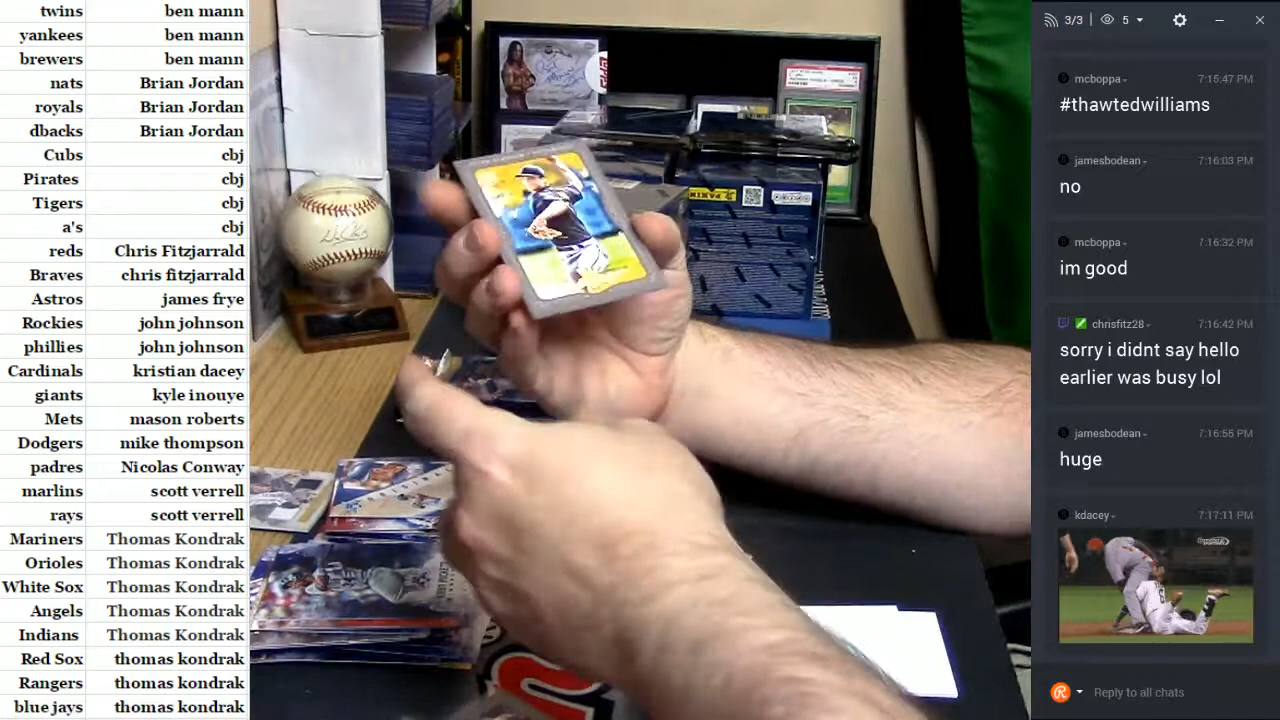 twins ben mann
yankees ben mann
brewers ben mann
nats Brian Jordan
royals Brian Jordan
dbacks Brian Jordan
Cubs cbj
Pirates cbj
Tigers cbj
a's cbj
reds Chris Fitzjarrald
Braves chris fitzjarrald
Astros james frye
Rockies john johnson
phillies john johnson
Cardinals kristian dacey
giants kyle inouye
Mets mason roberts
Dodgers mike thompson
padres Nicolas Conway
marlins scott verrell
rays scott verrell
Mariners Thomas Kondrak
Orioles Thomas Kondrak
White Sox Thomas Kondrak
Angels Thomas Kondrak
Indians Thomas Kondrak
Red Sox thomas kondrak
Rangers thomas kondrak
blue jays thomas kondrak
PANINI
3/3 5
mcboppa 7:15:47 PM
#thawtedwilliams
jamesbodean 7:16:03 PM
no
mcboppa 7:16:32 PM
im good
chrisfitz28 7:16:42 PM
sorry i didnt say hello
earlier was busy lol
jamesbodean 7:16:55 PM
huge
kdacey 7:17:11 PM
Reply to all chats